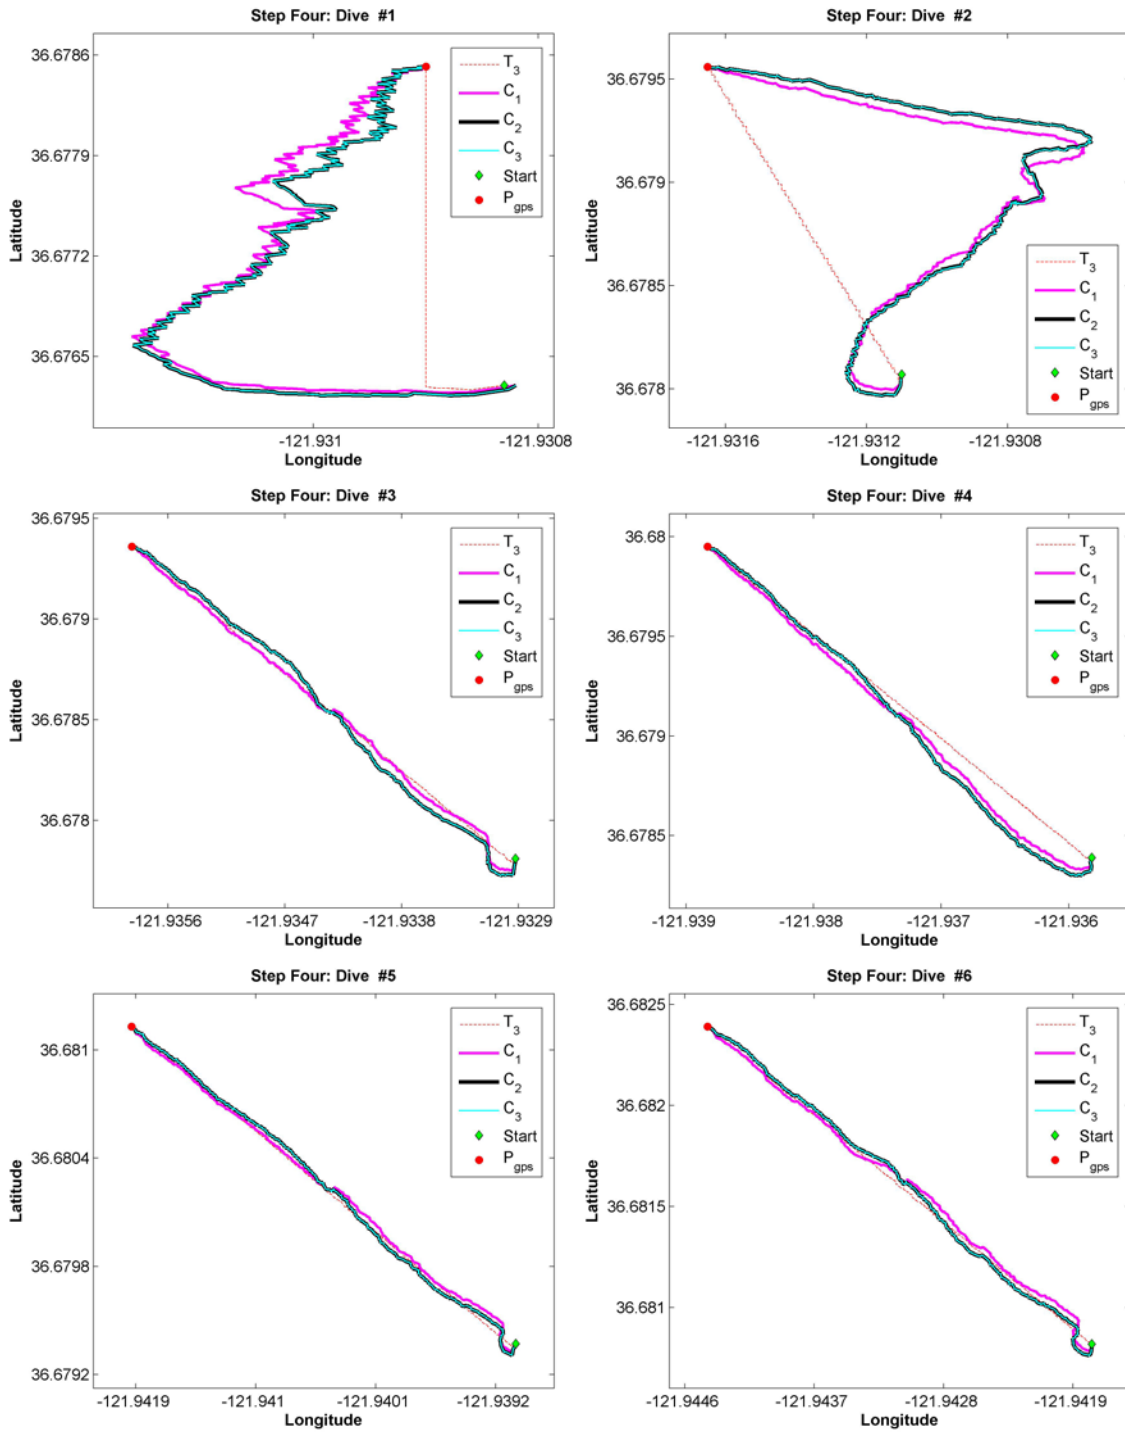 Step Four: Dive #1
36.6786
36.6779
36.6772
36.6765
Latitude
-121.931
-121.9308
Longitude
T3
C1
C2
C3
Start
Pgps
Step Four: Dive #2
36.6795
36.679
36.6785
36.678
Latitude
-121.9316
-121.9312
-121.9308
Longitude
T3
C1
C2
C3
Start
Pgps
Step Four: Dive #3
36.6795
36.679
36.6785
36.678
Latitude
-121.9356
-121.9347
-121.9338
-121.9329
Longitude
T3
C1
C2
C3
Start
Pgps
Step Four: Dive #4
36.68
36.6795
36.679
36.6785
Latitude
-121.939
-121.938
-121.937
-121.936
Longitude
T3
C1
C2
C3
Start
Pgps
Step Four: Dive #5
36.681
36.6804
36.6798
36.6792
Latitude
-121.9419
-121.941
-121.9401
-121.9392
Longitude
T3
C1
C2
C3
Start
Pgps
Step Four: Dive #6
36.6825
36.682
36.6815
36.681
Latitude
-121.9446
-121.9437
-121.9428
-121.9419
Longitude
T3
C1
C2
C3
Start
Pgps